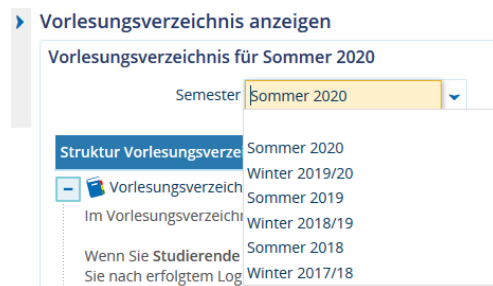 Vorlesungsverzeichnis anzeigen
Vorlesungsverzeichnis für Sommer 2020
Semester Sommer 2020
Sommer 2020
Struktur Vorlesungsverze
Winter 2019/20
Vorlesungsverzeich
Sommer 2019
Im Vorlesungsverzeichn
Winter 2018/19
Wenn Sie Studierende
Sommer 2018
Sie nach erfolgtem Log
Winter 2017/18